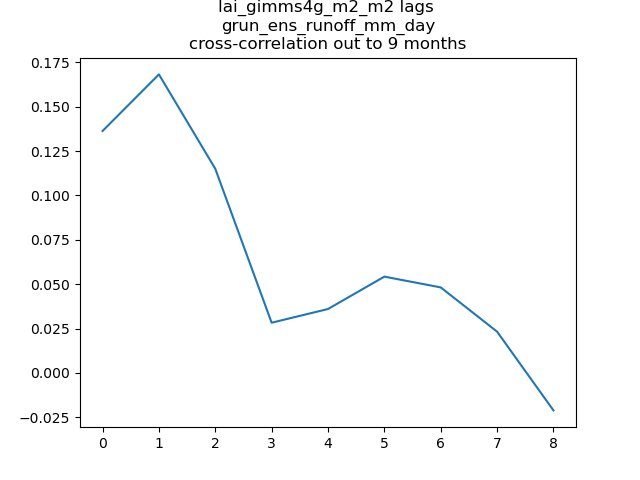 lai_gimms4g_m2_m2 lags
grun_ens_runoff_mm_day
cross-correlation out to 9 months
0.175
0.150
0.125
0.100
0.075
0.050
0.025
0.000
−0.025
0 1 2 3 4 5 6 7 8